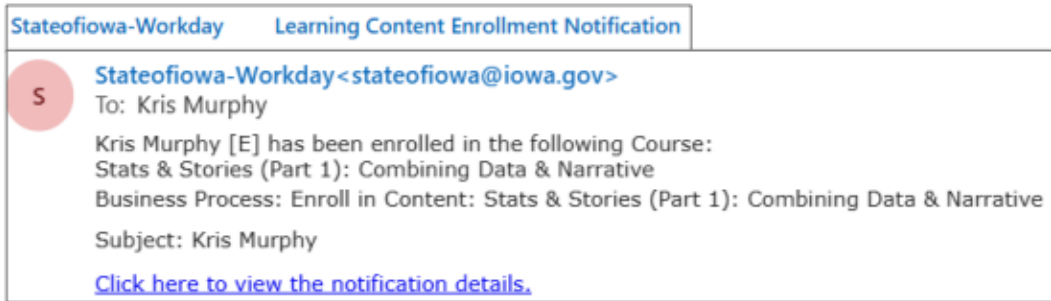 Stateofiowa-Workday Learning Content Enrollment Notification
S
Stateofiowa-Workday<stateofiowa@iowa.gov>
To: Kris Murphy
Kris Murphy [E] has been enrolled in the following Course:
Stats & Stories (Part 1): Combining Data & Narrative
Business Process: Enroll in Content: Stats & Stories (Part 1): Combining Data & Narrative
Subject: Kris Murphy
Click here to view the notification details.